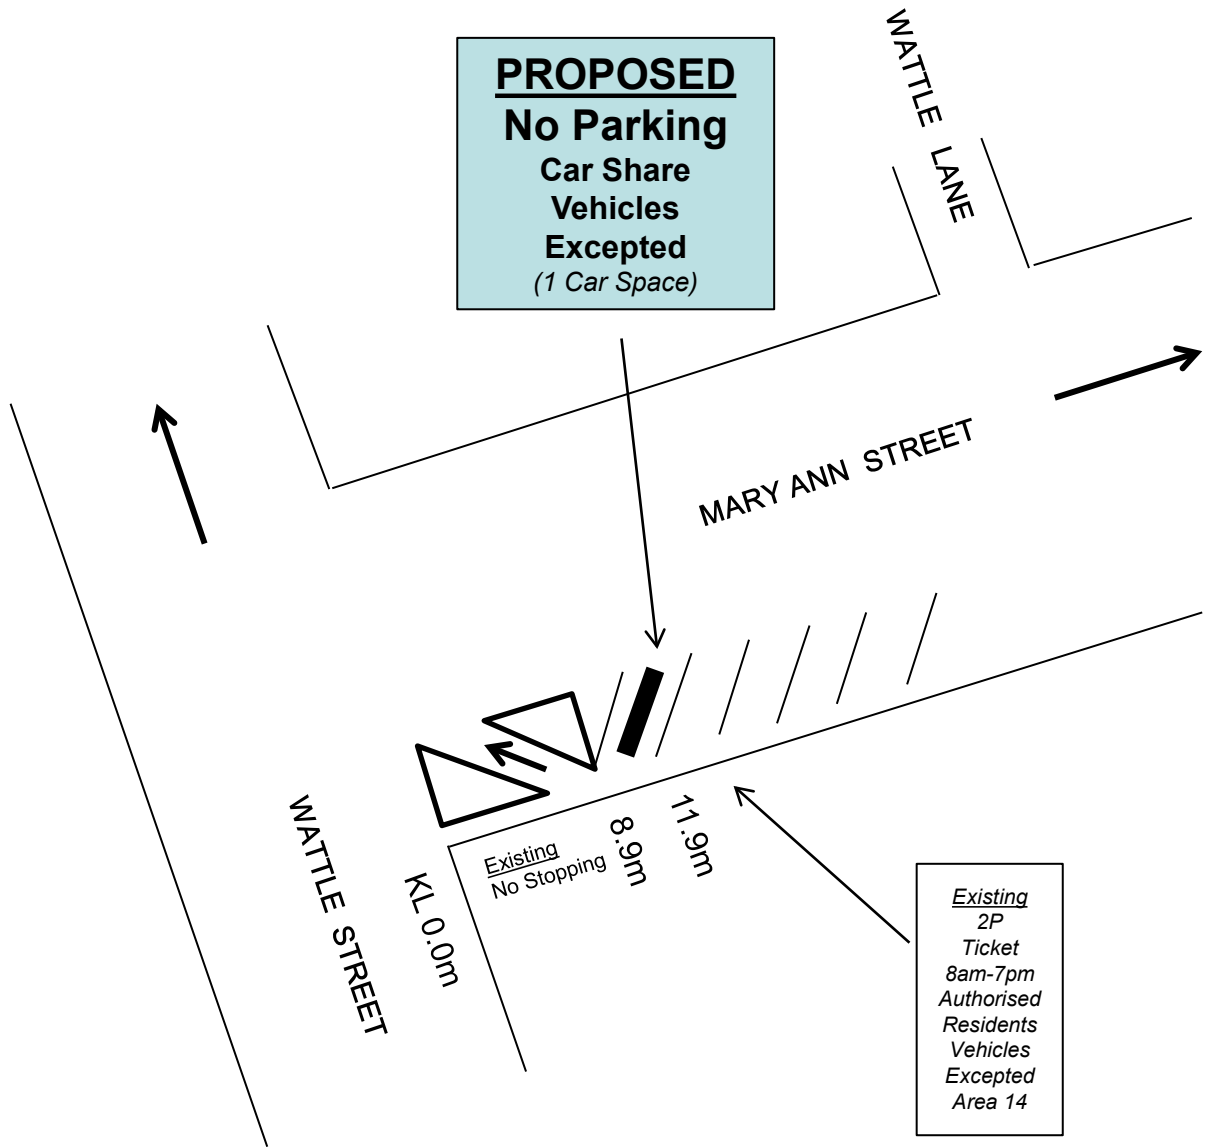 WATTLE LANE
PROPOSED
No Parking
Car Share
Vehicles
Excepted
(1 Car Space)
MARY ANN STREET
WATTLE STREET
KL 0.0m
Existing
No Stopping
8.9m
11.9m
Existing
2P
Ticket
8am-7pm
Authorised
Residents
Vehicles
Excepted
Area 14